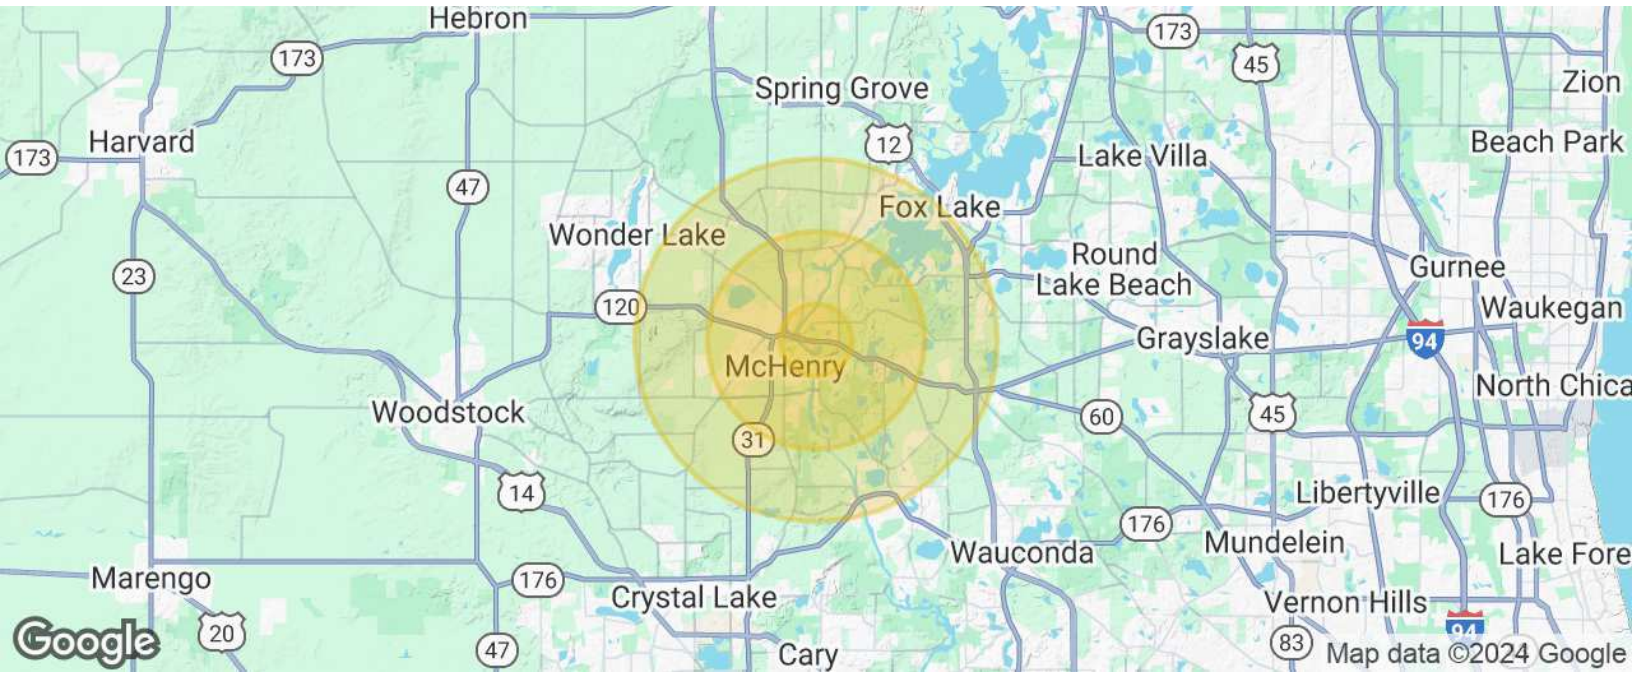 Hebron
173
173
45
Zion
Spring Grove
Harvard
173
12
Lake Villa
Beach Park
47
Fox Lake
Wonder Lake
Round
Lake Beach
Gurnee
23
120
Waukegan
Grayslake
94
McHenry
North Chica
Woodstock
60
45
31
14
Libertyville
176
176
Wauconda
Mundelein
Lake Fore
Marengo
176
Crystal Lake
Vernon Hills
20
94
Google
47
Cary
83
Map data ©2024 Google